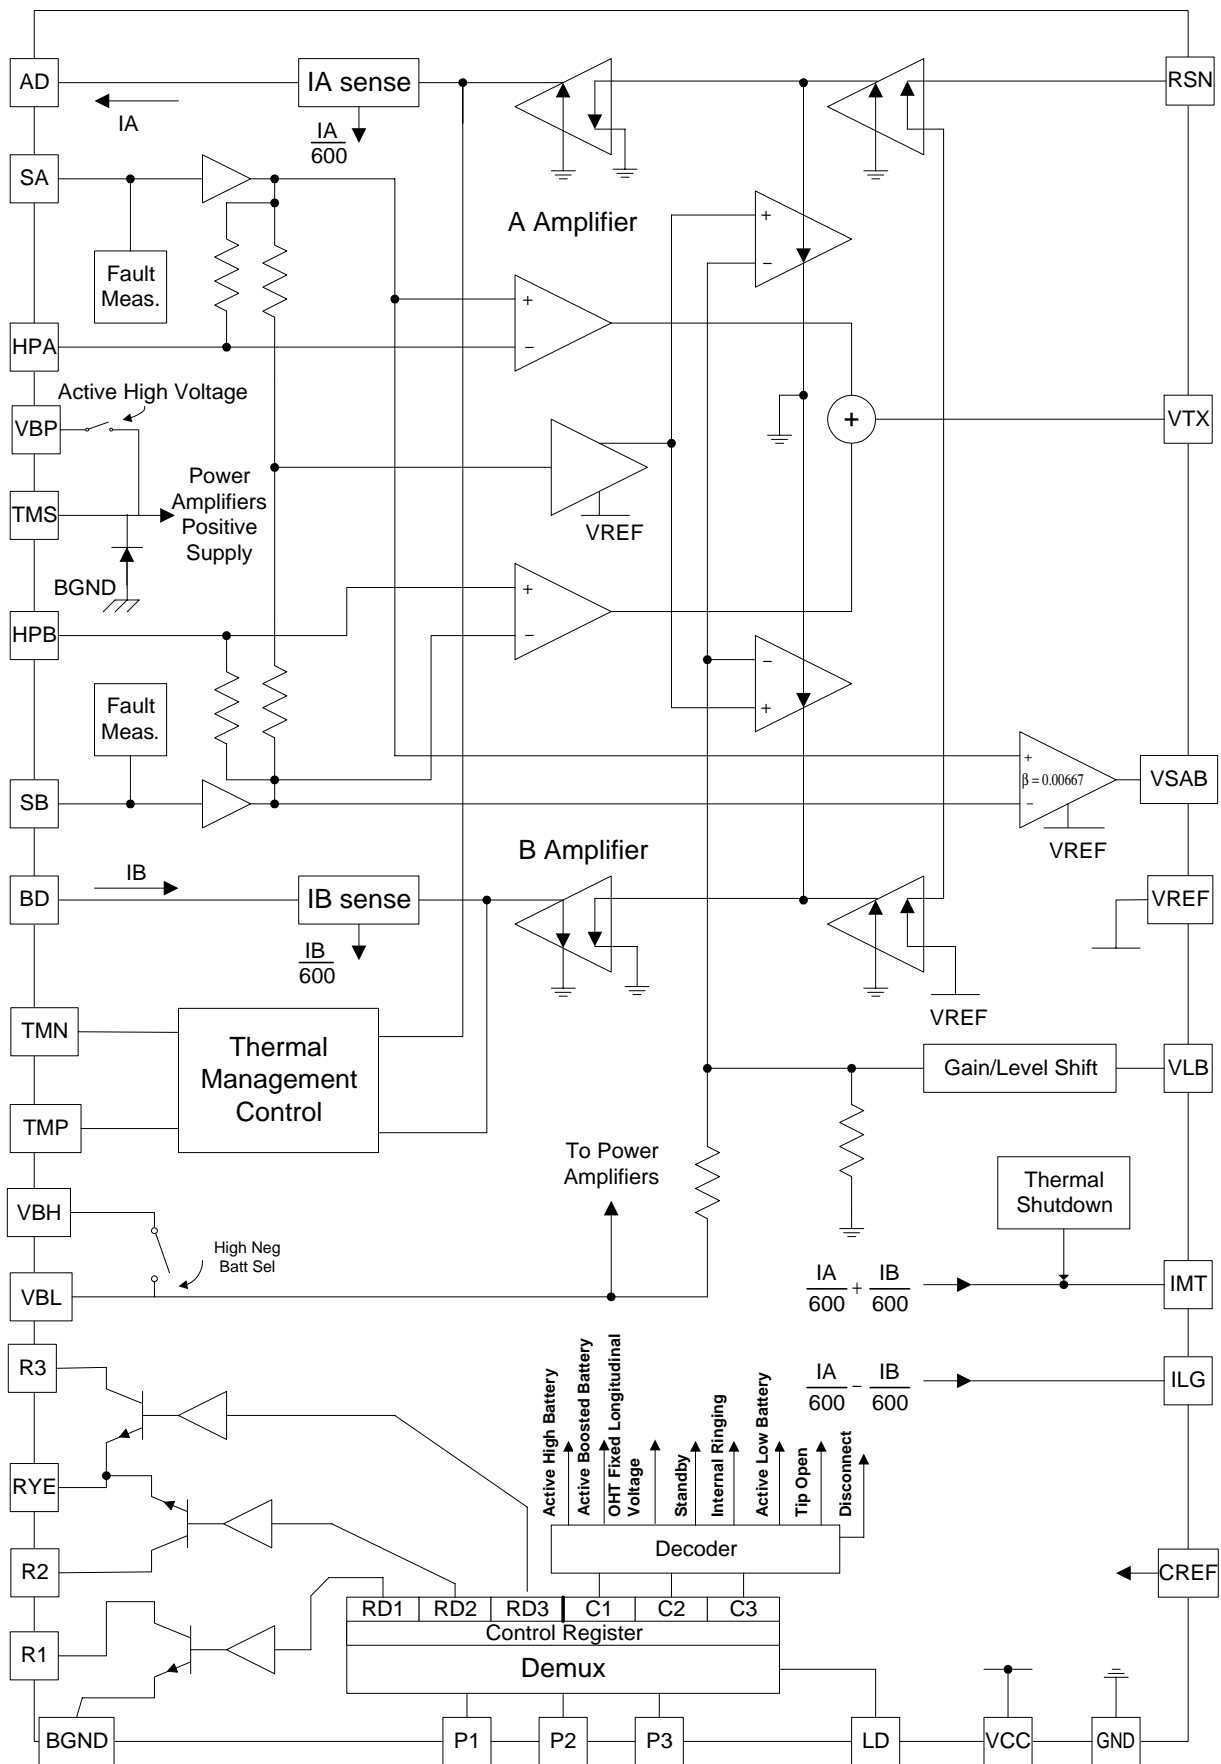 AD
IA sense
RSN
IA
IA
600
SA
A Amplifier
+
−
Fault
Meas.
+
−
HPA
Active High Voltage
VBP
+
VTX
Power
Amplifiers
Positive
Supply
TMS
VREF
BGND
+
−
HPB
−
+
Fault
Meas.
+
β = 0.00667
−
VSAB
SB
VREF
B Amplifier
IB
BD
IB sense
VREF
IB
600
VREF
TMN
Thermal
Management
Control
Gain/Level Shift
VLB
TMP
To Power
Amplifiers
Thermal
Shutdown
VBH
High Neg
Batt Sel
VBL
IA + IB
600 600
IMT
R3
IA − IB
600 600
ILG
Active High Battery
Active Boosted Battery
OHT Fixed Longitudinal
Voltage
Standby
Internal Ringing
Active Low Battery
Tip Open
Disconnect
RYE
Decoder
R2
CREF
RD1 RD2 RD3 C1 C2 C3
Control Register
R1
Demux
BGND
P1
P2
P3
LD
VCC
GND